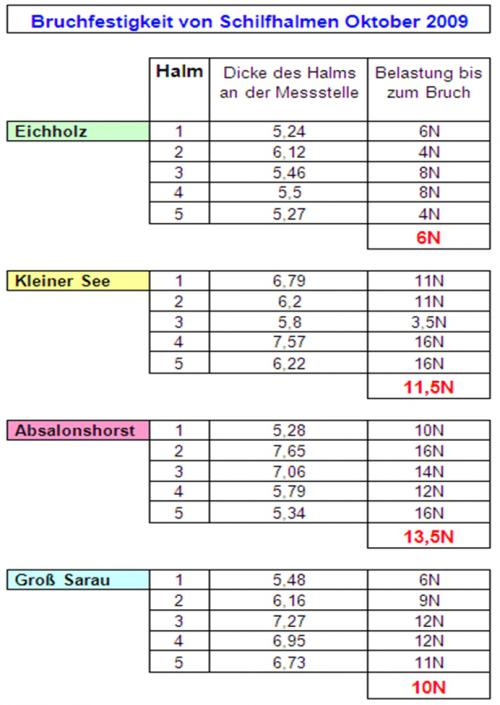 Bruchfestigkeit von Schilfhalmen Oktober 2009
Halm Dicke des Halms an der Messstelle Belastung bis zum Bruch
Eichholz 1 5,24 6N
2 6,12 4N
3 5,46 8N
4 5,5 8N
5 5,27 4N
6N
Kleiner See 1 6,79 11N
2 6,2 11N
3 5,8 3,5N
4 7,57 16N
5 6,22 16N
11,5N
Absalonshorst 1 5,28 10N
2 7,65 16N
3 7,06 14N
4 5,79 12N
5 5,34 16N
13,5N
Groß Sarau 1 5,48 6N
2 6,16 9N
3 7,27 12N
4 6,95 12N
5 6,73 11N
10N